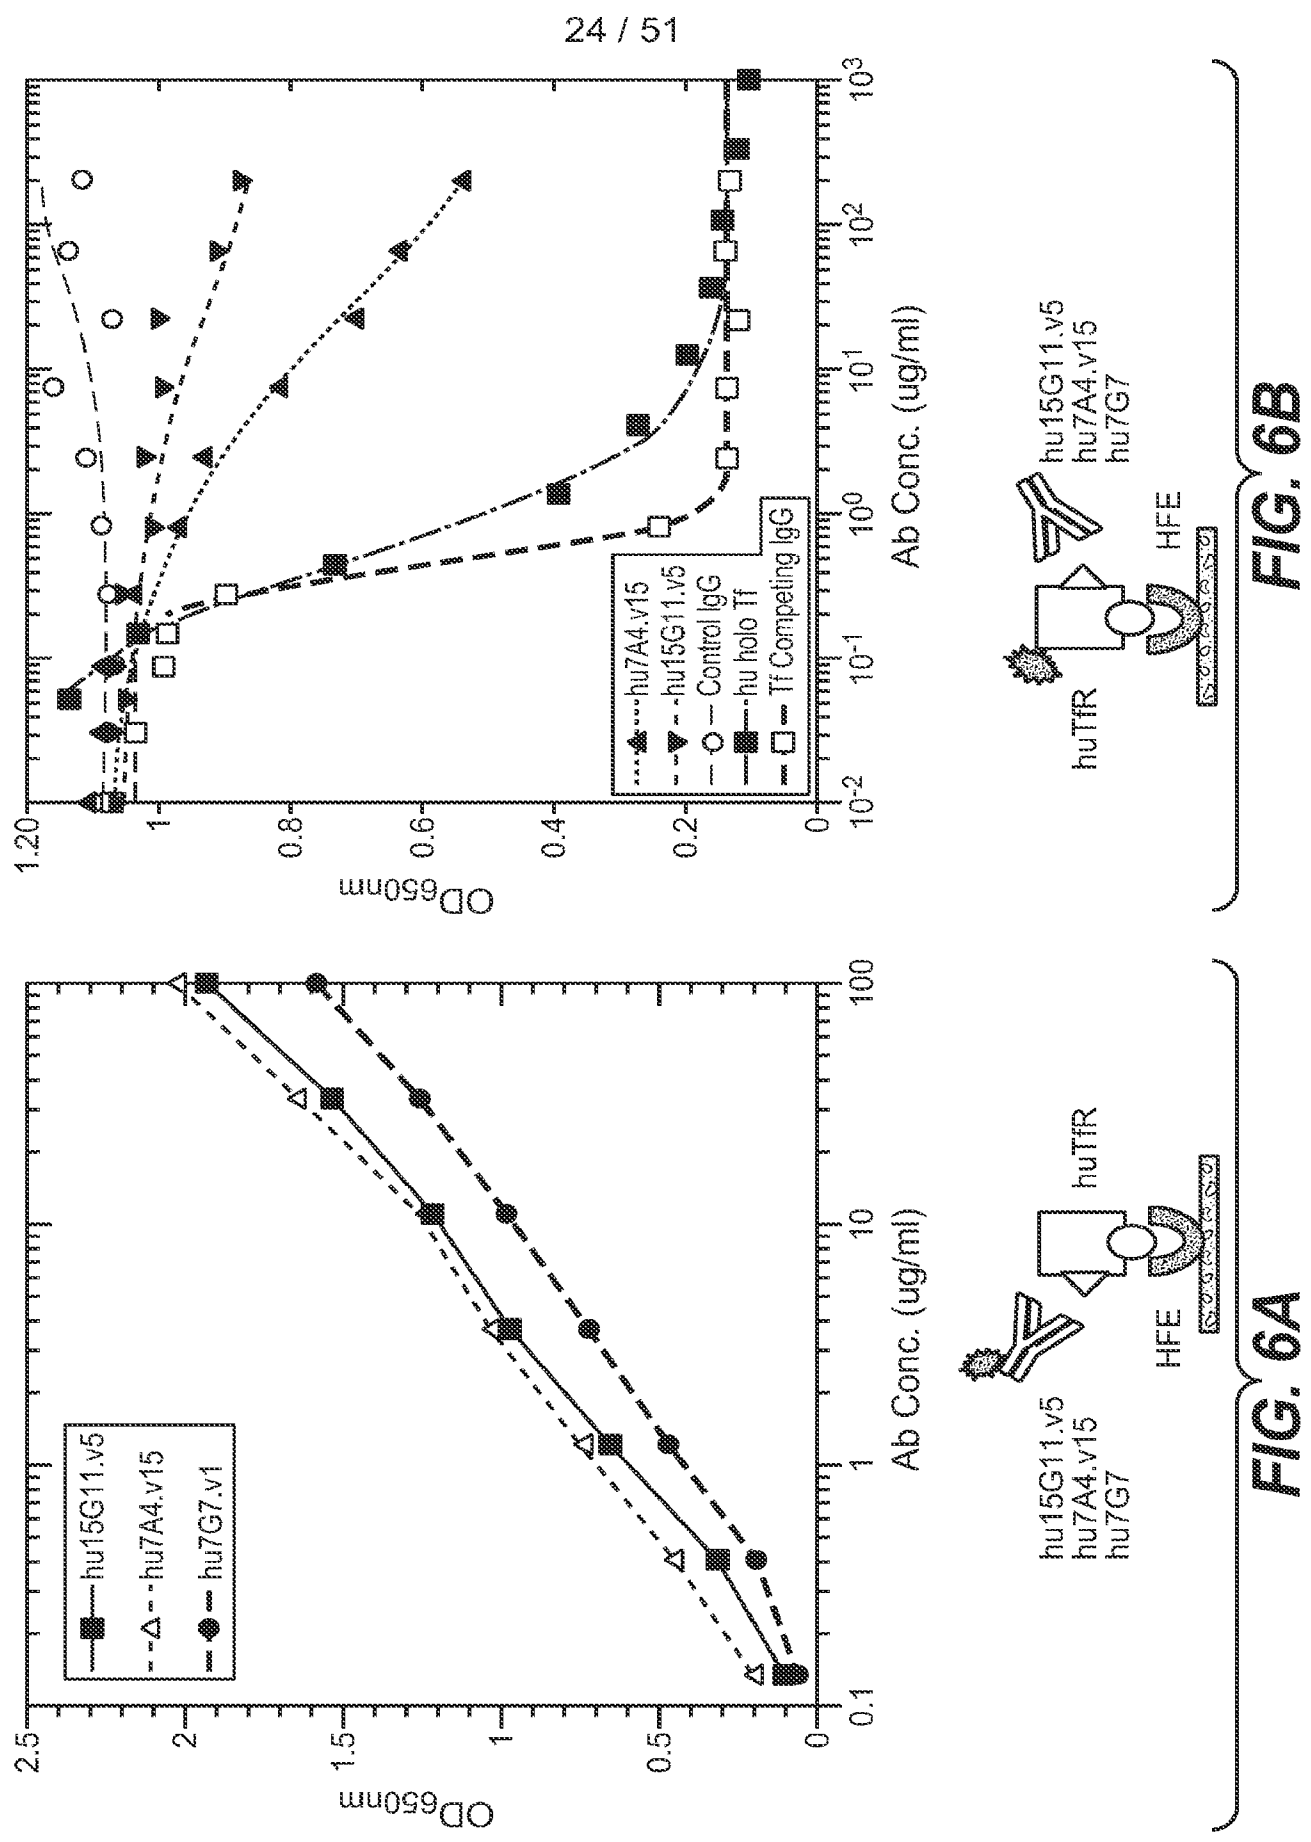 24 / 51
2.5
2
1.5
1
0.5
0
OD650nm
hu15G11.v5
hu7A4.v15
hu7G7.v1
0.1
1
10
100
Ab Conc. (ug/ml)
hu15G11.v5
hu7A4.v15
hu7G7
HFE
huTfR
FIG. 6A
1.20
1
0.8
0.6
0.4
0.2
0
OD650nm
hu7A4.v15
hu15G11.v5
Control IgG
hu holo Tf
Tf Competing IgG
10-2
10-1
100
101
102
103
Ab Conc. (ug/ml)
huTfR
HFE
hu15G11.v5
hu7A4.v15
hu7G7
FIG. 6B